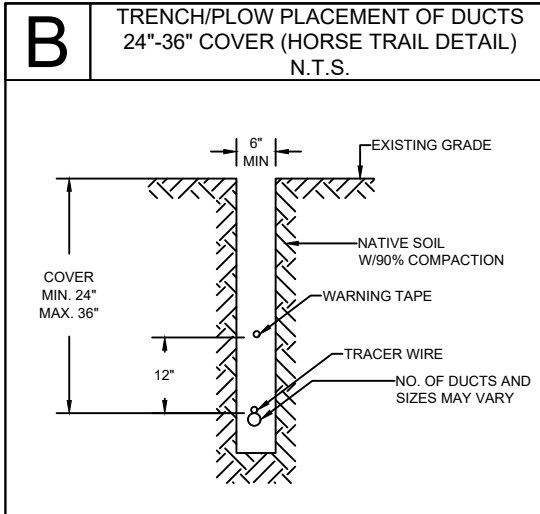 B
TRENCH/PLOW PLACEMENT OF DUCTS
24"-36" COVER (HORSE TRAIL DETAIL)
N.T.S.
6"
MIN
EXISTING GRADE
NATIVE SOIL
W/90% COMPACTION
COVER
MIN. 24"
MAX. 36"
WARNING TAPE
12"
TRACER WIRE
NO. OF DUCTS AND
SIZES MAY VARY